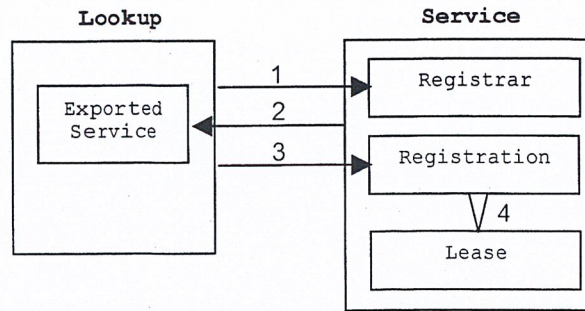 Lookup
Service
Exported
Service
1
Registrar
2
3
Registration
4
Lease